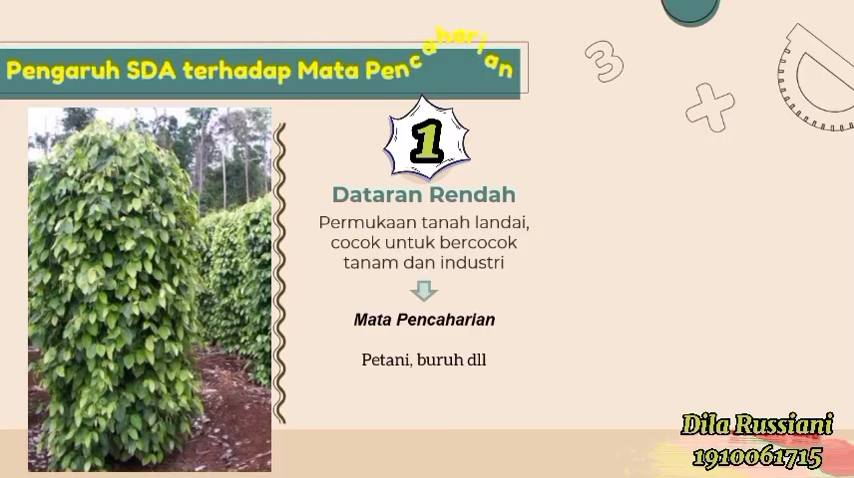 Pengaruh SDA terhadap Mata Pencaharian
3
1
Dataran Rendah
Permukaan tanah landai,
cocok untuk bercocok
tanam dan industri
Mata Pencaharian
Petani, buruh dll
Dila Russiani
1910061715